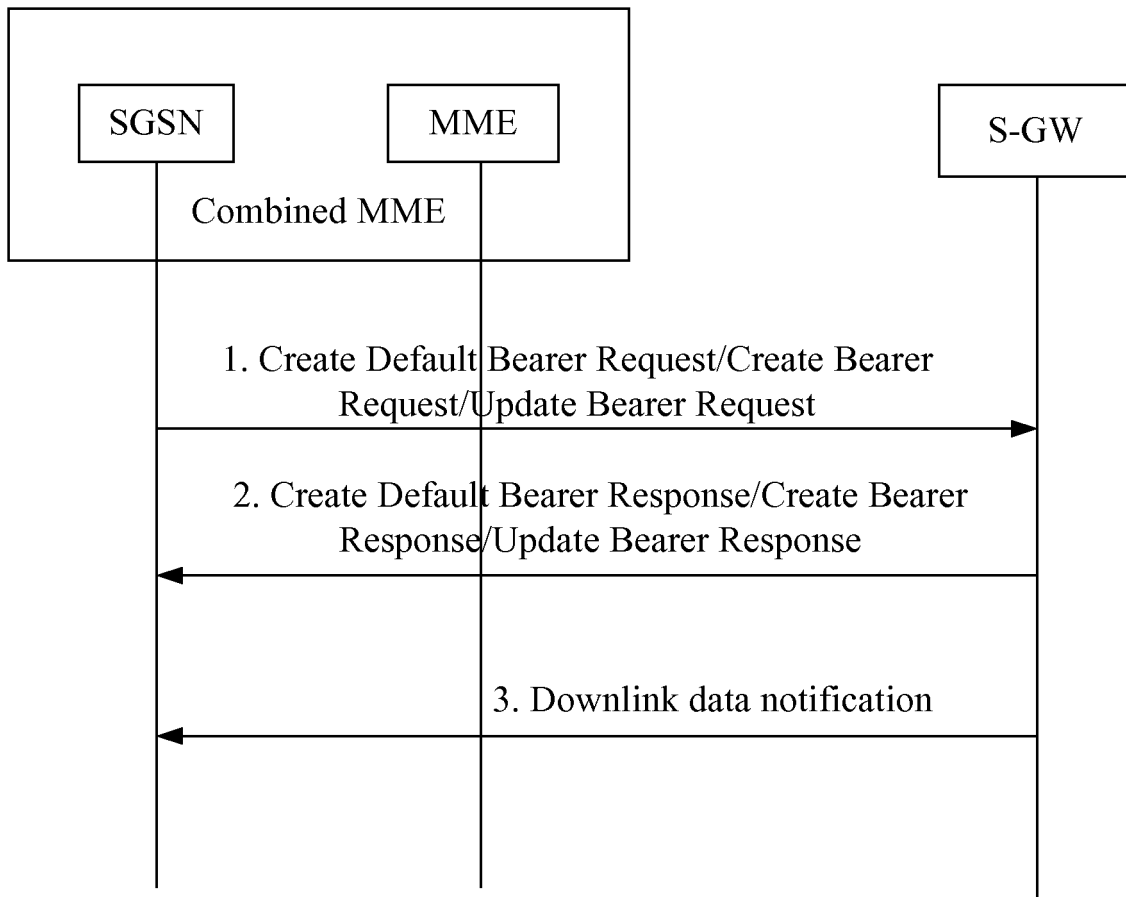 SGSN
MME
S-GW
Combined MME
1. Create Default Bearer Request/Create Bearer
Request/Update Bearer Request
2. Create Default Bearer Response/Create Bearer
Response/Update Bearer Response
3. Downlink data notification